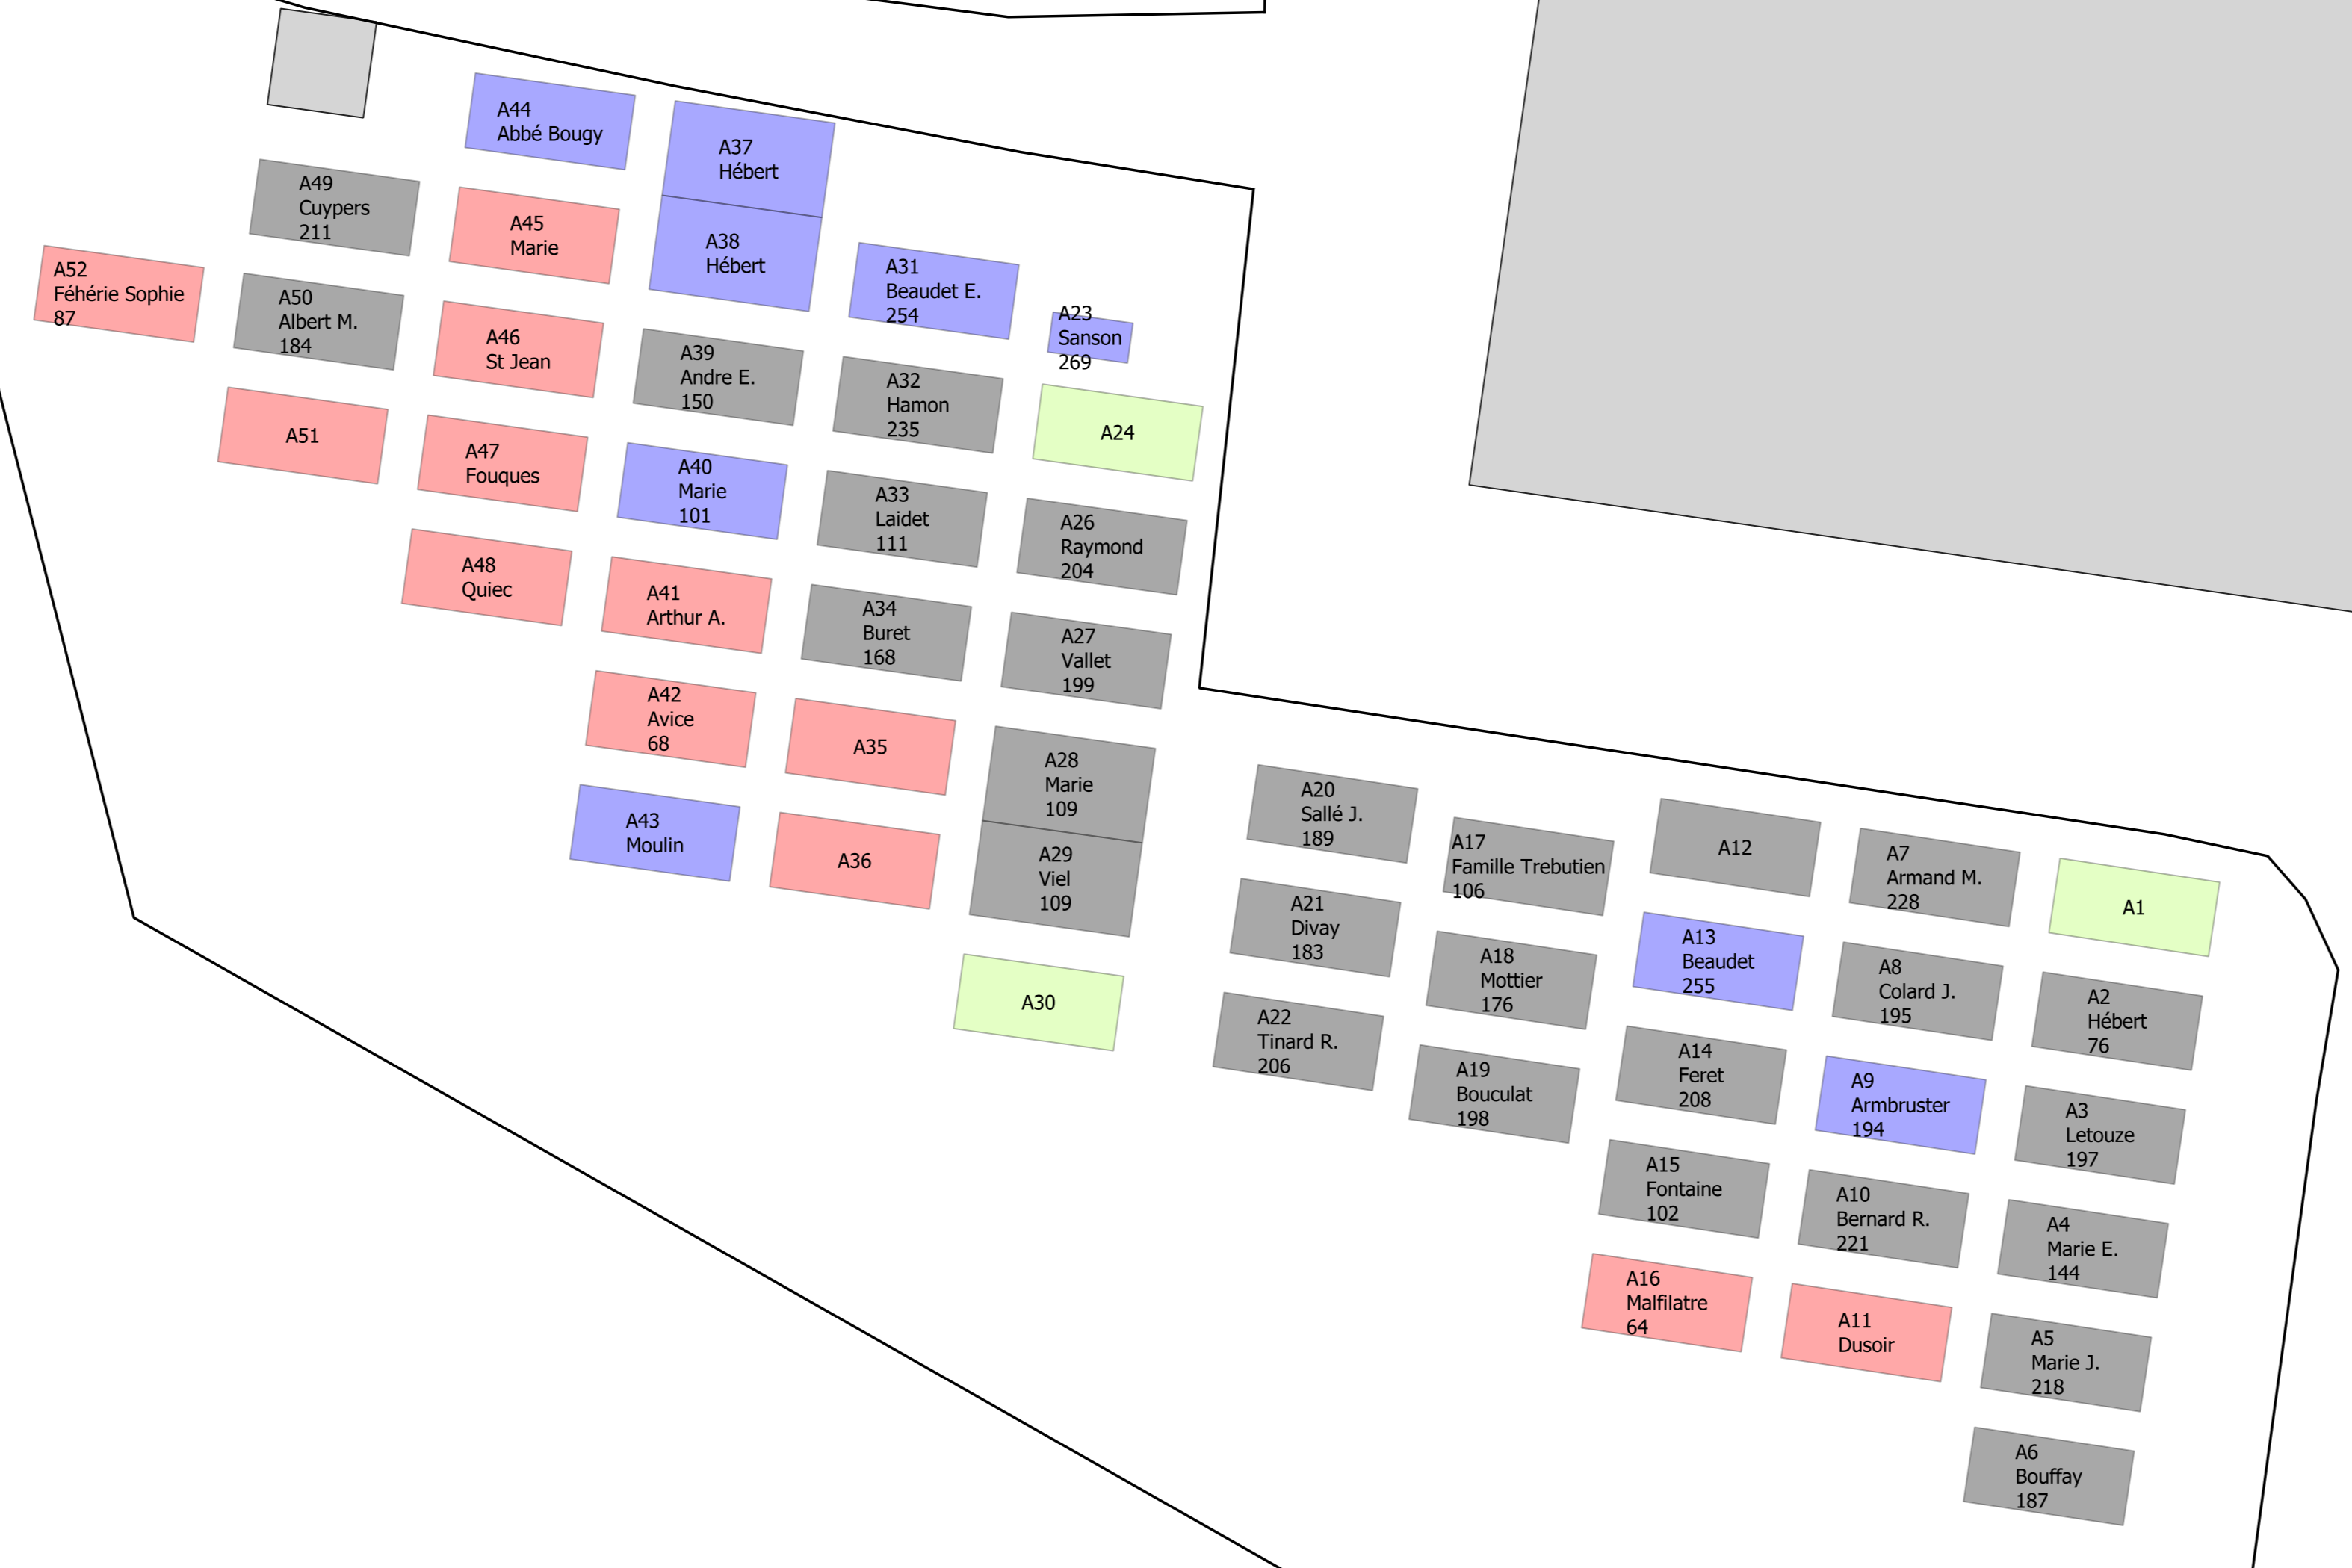 A44
Abbé Bougy
A37
Hébert
A49
Cuypers
211
A45
Marie
A38
Hébert
A52
Féhérie Sophie
87
A50
Albert M.
184
A46
St Jean
A31
Beaudet E.
254
A23
Sanson
269
A39
Andre E.
150
A32
Hamon
235
A24
A51
A47
Fouques
A40
Marie
101
A33
Laidet
111
A26
Raymond
204
A48
Quiec
A41
Arthur A.
A34
Buret
168
A27
Vallet
199
A42
Avice
68
A35
A28
Marie
109
A43
Moulin
A36
A29
Viel
109
A30
A20
Sallé J.
189
A17
Famille Trebutien
106
A12
A7
Armand M.
228
A1
A21
Divay
183
A18
Mottier
176
A13
Beaudet
255
A8
Colard J.
195
A2
Hébert
76
A22
Tinard R.
206
A19
Bouculat
198
A14
Feret
208
A9
Armbruster
194
A3
Letouze
197
A15
Fontaine
102
A10
Bernard R.
221
A4
Marie E.
144
A16
Malfilatre
64
A11
Dusoir
A5
Marie J.
218
A6
Bouffay
187